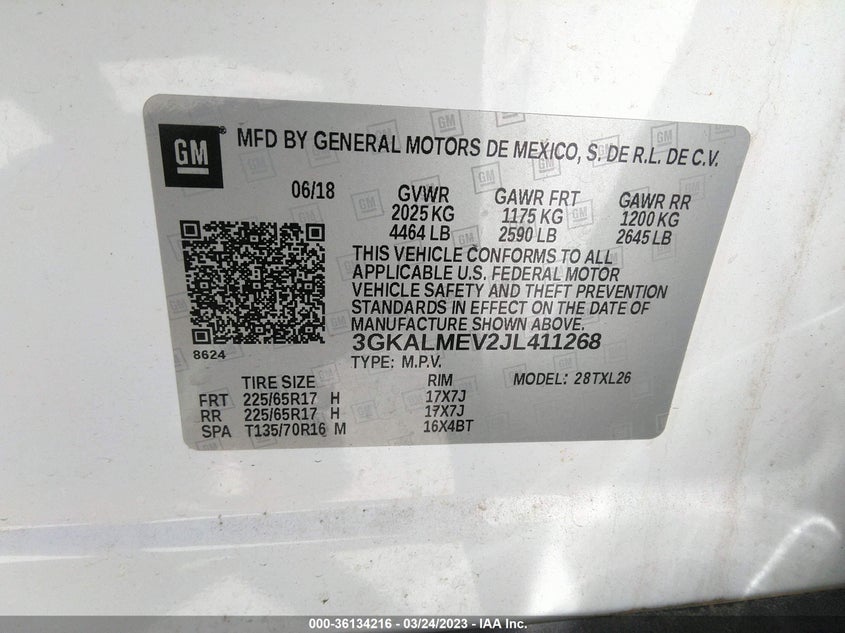 GM MFD BY GENERAL MOTORS DE MEXICO, S. DE R.L. DE C.V.
06/18 GVWR GAWR FRT GAWR RR
2025 KG 1175 KG 1200 KG
4464 LB 2590 LB 2645 LB
THIS VEHICLE CONFORMS TO ALL
APPLICABLE U.S. FEDERAL MOTOR
VEHICLE SAFETY AND THEFT PREVENTION
STANDARDS IN EFFECT ON THE DATE OF
MANUFACTURE SHOWN ABOVE.
8624 3GKALMEV2JL411268
TYPE: M.P.V.
TIRE SIZE RIM MODEL: 28TXL26
FRT 225/65R17 H 17X7J
RR 225/65R17 H 17X7J
SPA T135/70R16 M 16X4BT
000-36134216 - 03/24/2023 - IAA Inc.